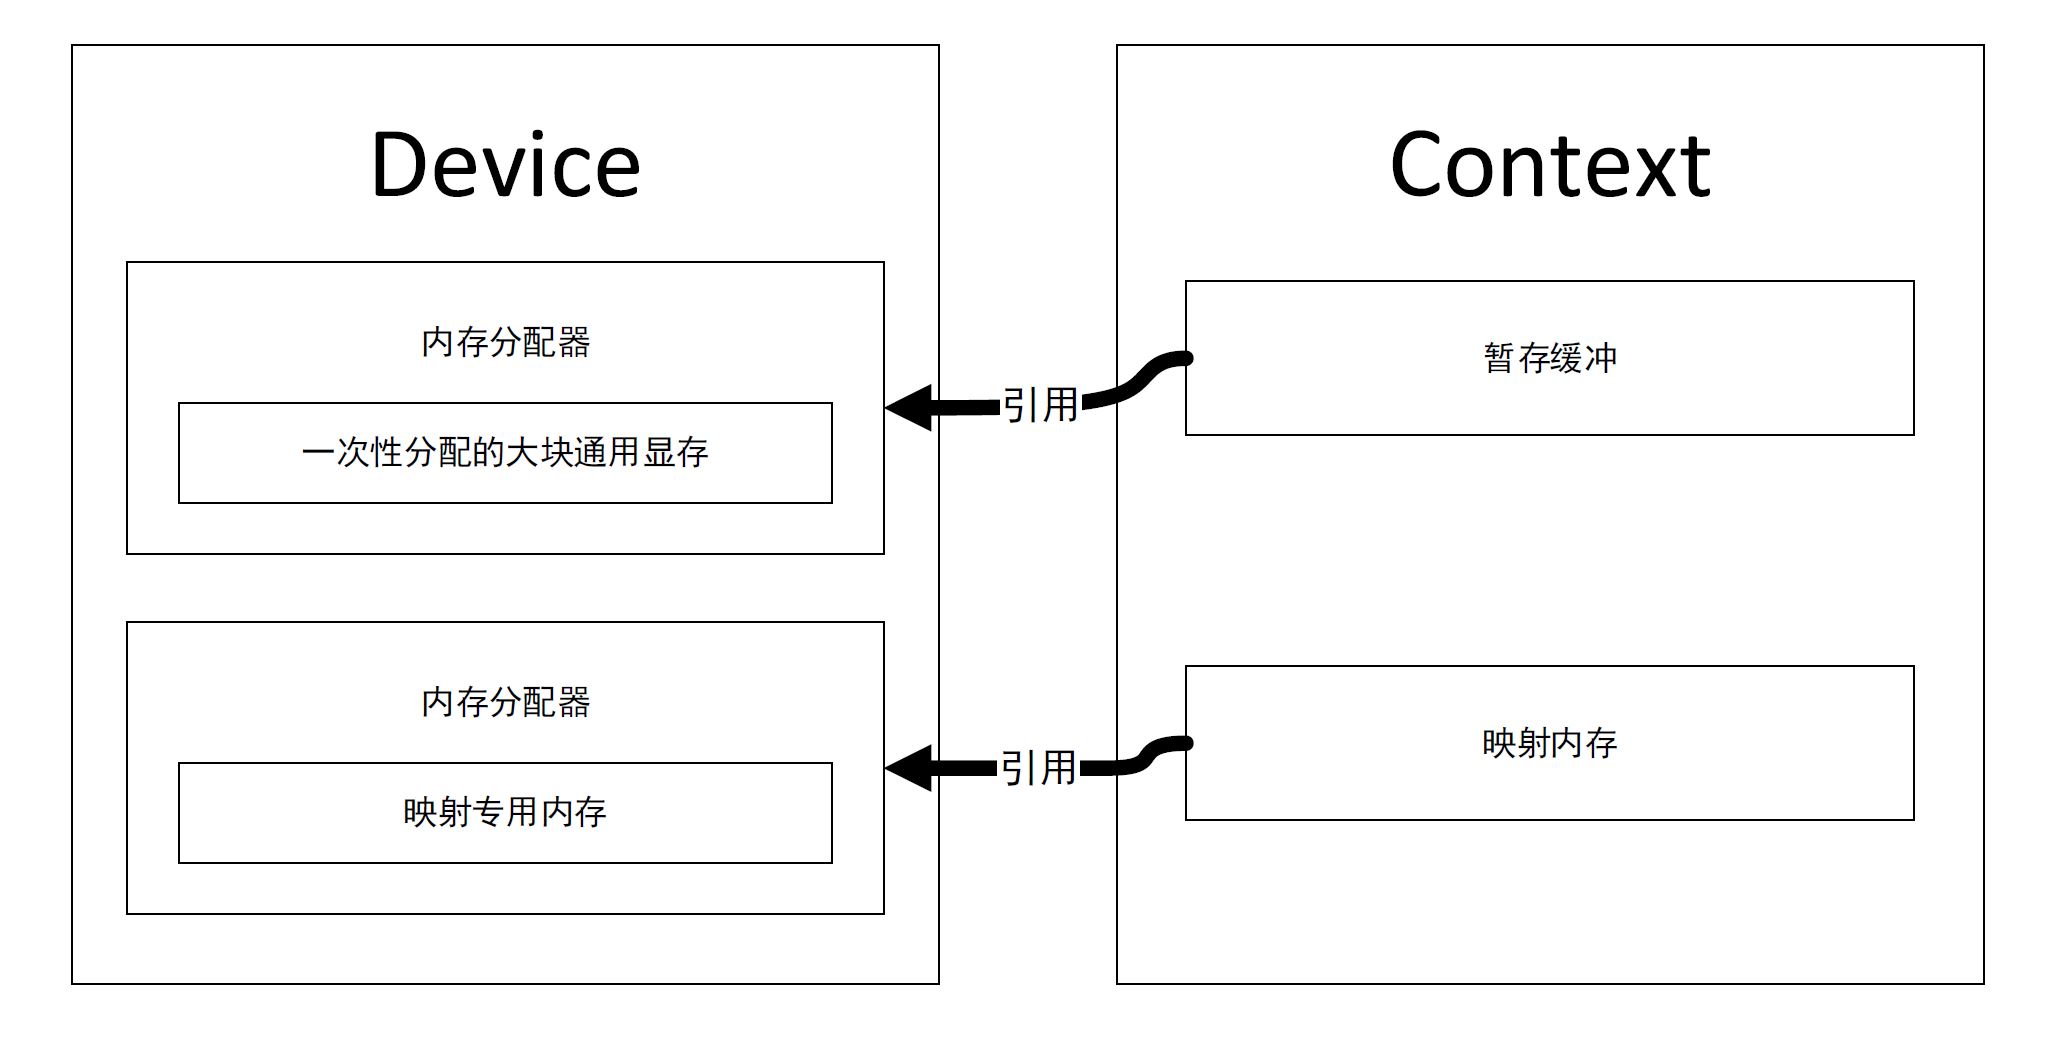 Device
内存分配器
一次性分配的大块通用显存
内存分配器
映射专用内存
引用
引用
Context
暂存缓冲
映射内存